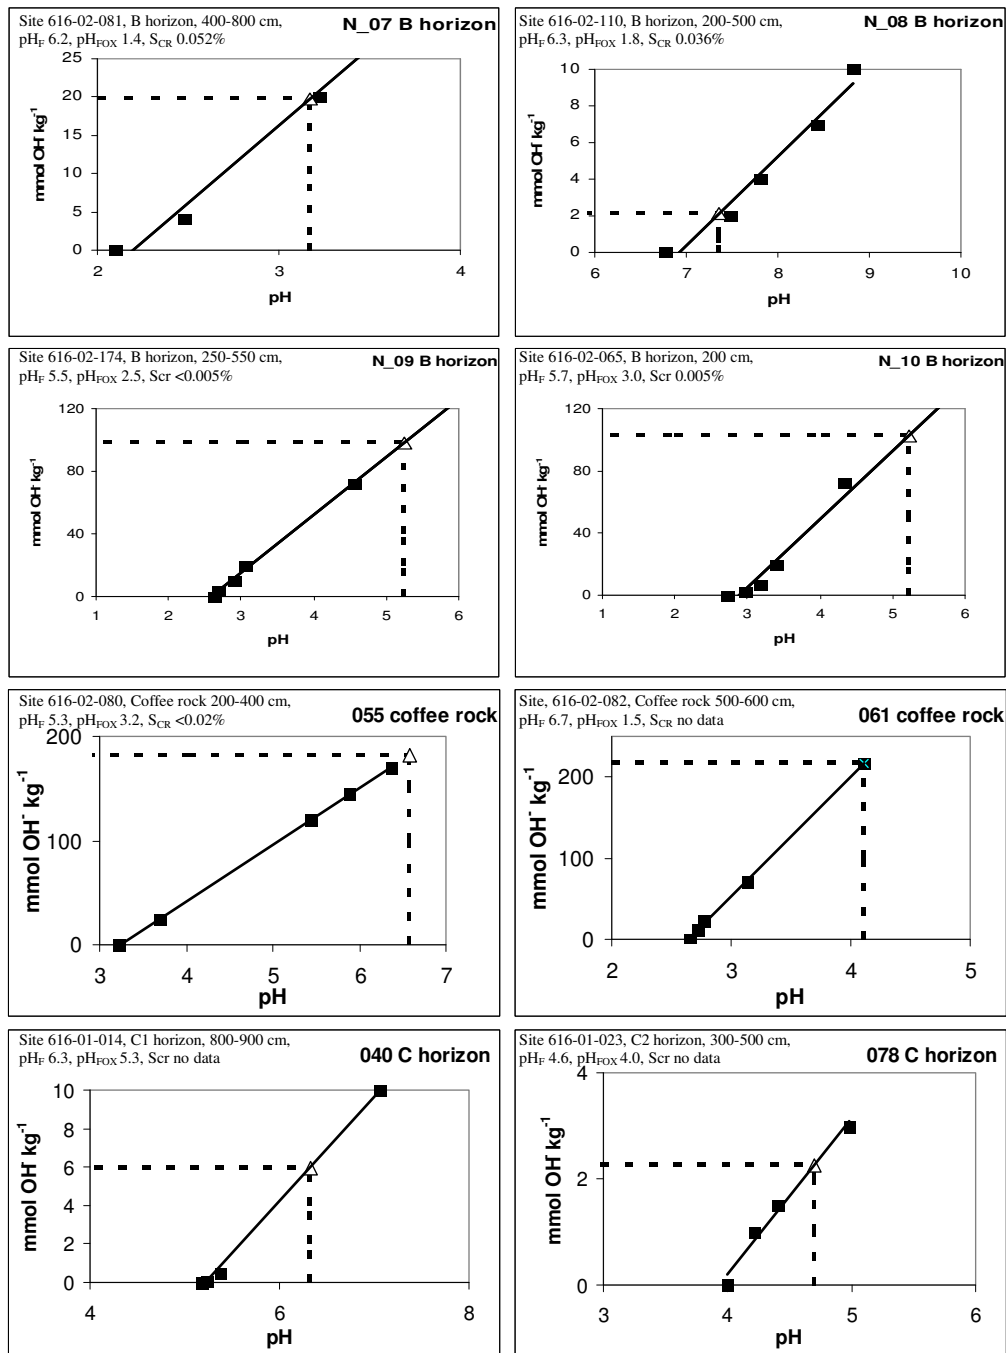 Site 616-02-081, B horizon, 400-800 cm,
pHF 6.2, pHFOX 1.4, SCR 0.052%
N_07 B horizon
25
20
15
10
5
0
2
3
4
mmol OH- kg-1
pH
Site 616-02-110, B horizon, 200-500 cm,
pHF 6.3, pHFOX 1.8, SCR 0.036%
N_08 B horizon
10
8
6
4
2
0
6
7
8
9
10
mmol OH- kg-1
pH
Site 616-02-174, B horizon, 250-550 cm,
pHF 5.5, pHFOX 2.5, Scr <0.005%
N_09 B horizon
120
80
40
0
1
2
3
4
5
6
mmol OH- kg-1
pH
Site 616-02-065, B horizon, 200 cm,
pHF 5.7, pHFOX 3.0, Scr 0.005%
N_10 B horizon
120
80
40
0
1
2
3
4
5
6
mmol OH- kg-1
pH
Site 616-02-080, Coffee rock 200-400 cm,
pHF 5.3, pHFOX 3.2, SCR <0.02%
055 coffee rock
200
100
0
3
4
5
6
7
mmol OH- kg-1
pH
Site, 616-02-082, Coffee rock 500-600 cm,
pHF 6.7, pHFOX 1.5, SCR no data
061 coffee rock
200
100
0
2
3
4
5
mmol OH- kg-1
pH
Site 616-01-014, C1 horizon, 800-900 cm,
pHF 6.3, pHFOX 5.3, Scr no data
040 C horizon
10
8
6
4
2
0
4
6
8
mmol OH- kg-1
pH
Site 616-01-023, C2 horizon, 300-500 cm,
pHF 4.6, pHFOX 4.0, Scr no data
078 C horizon
4
2
0
3
4
5
6
mmol OH- kg-1
pH